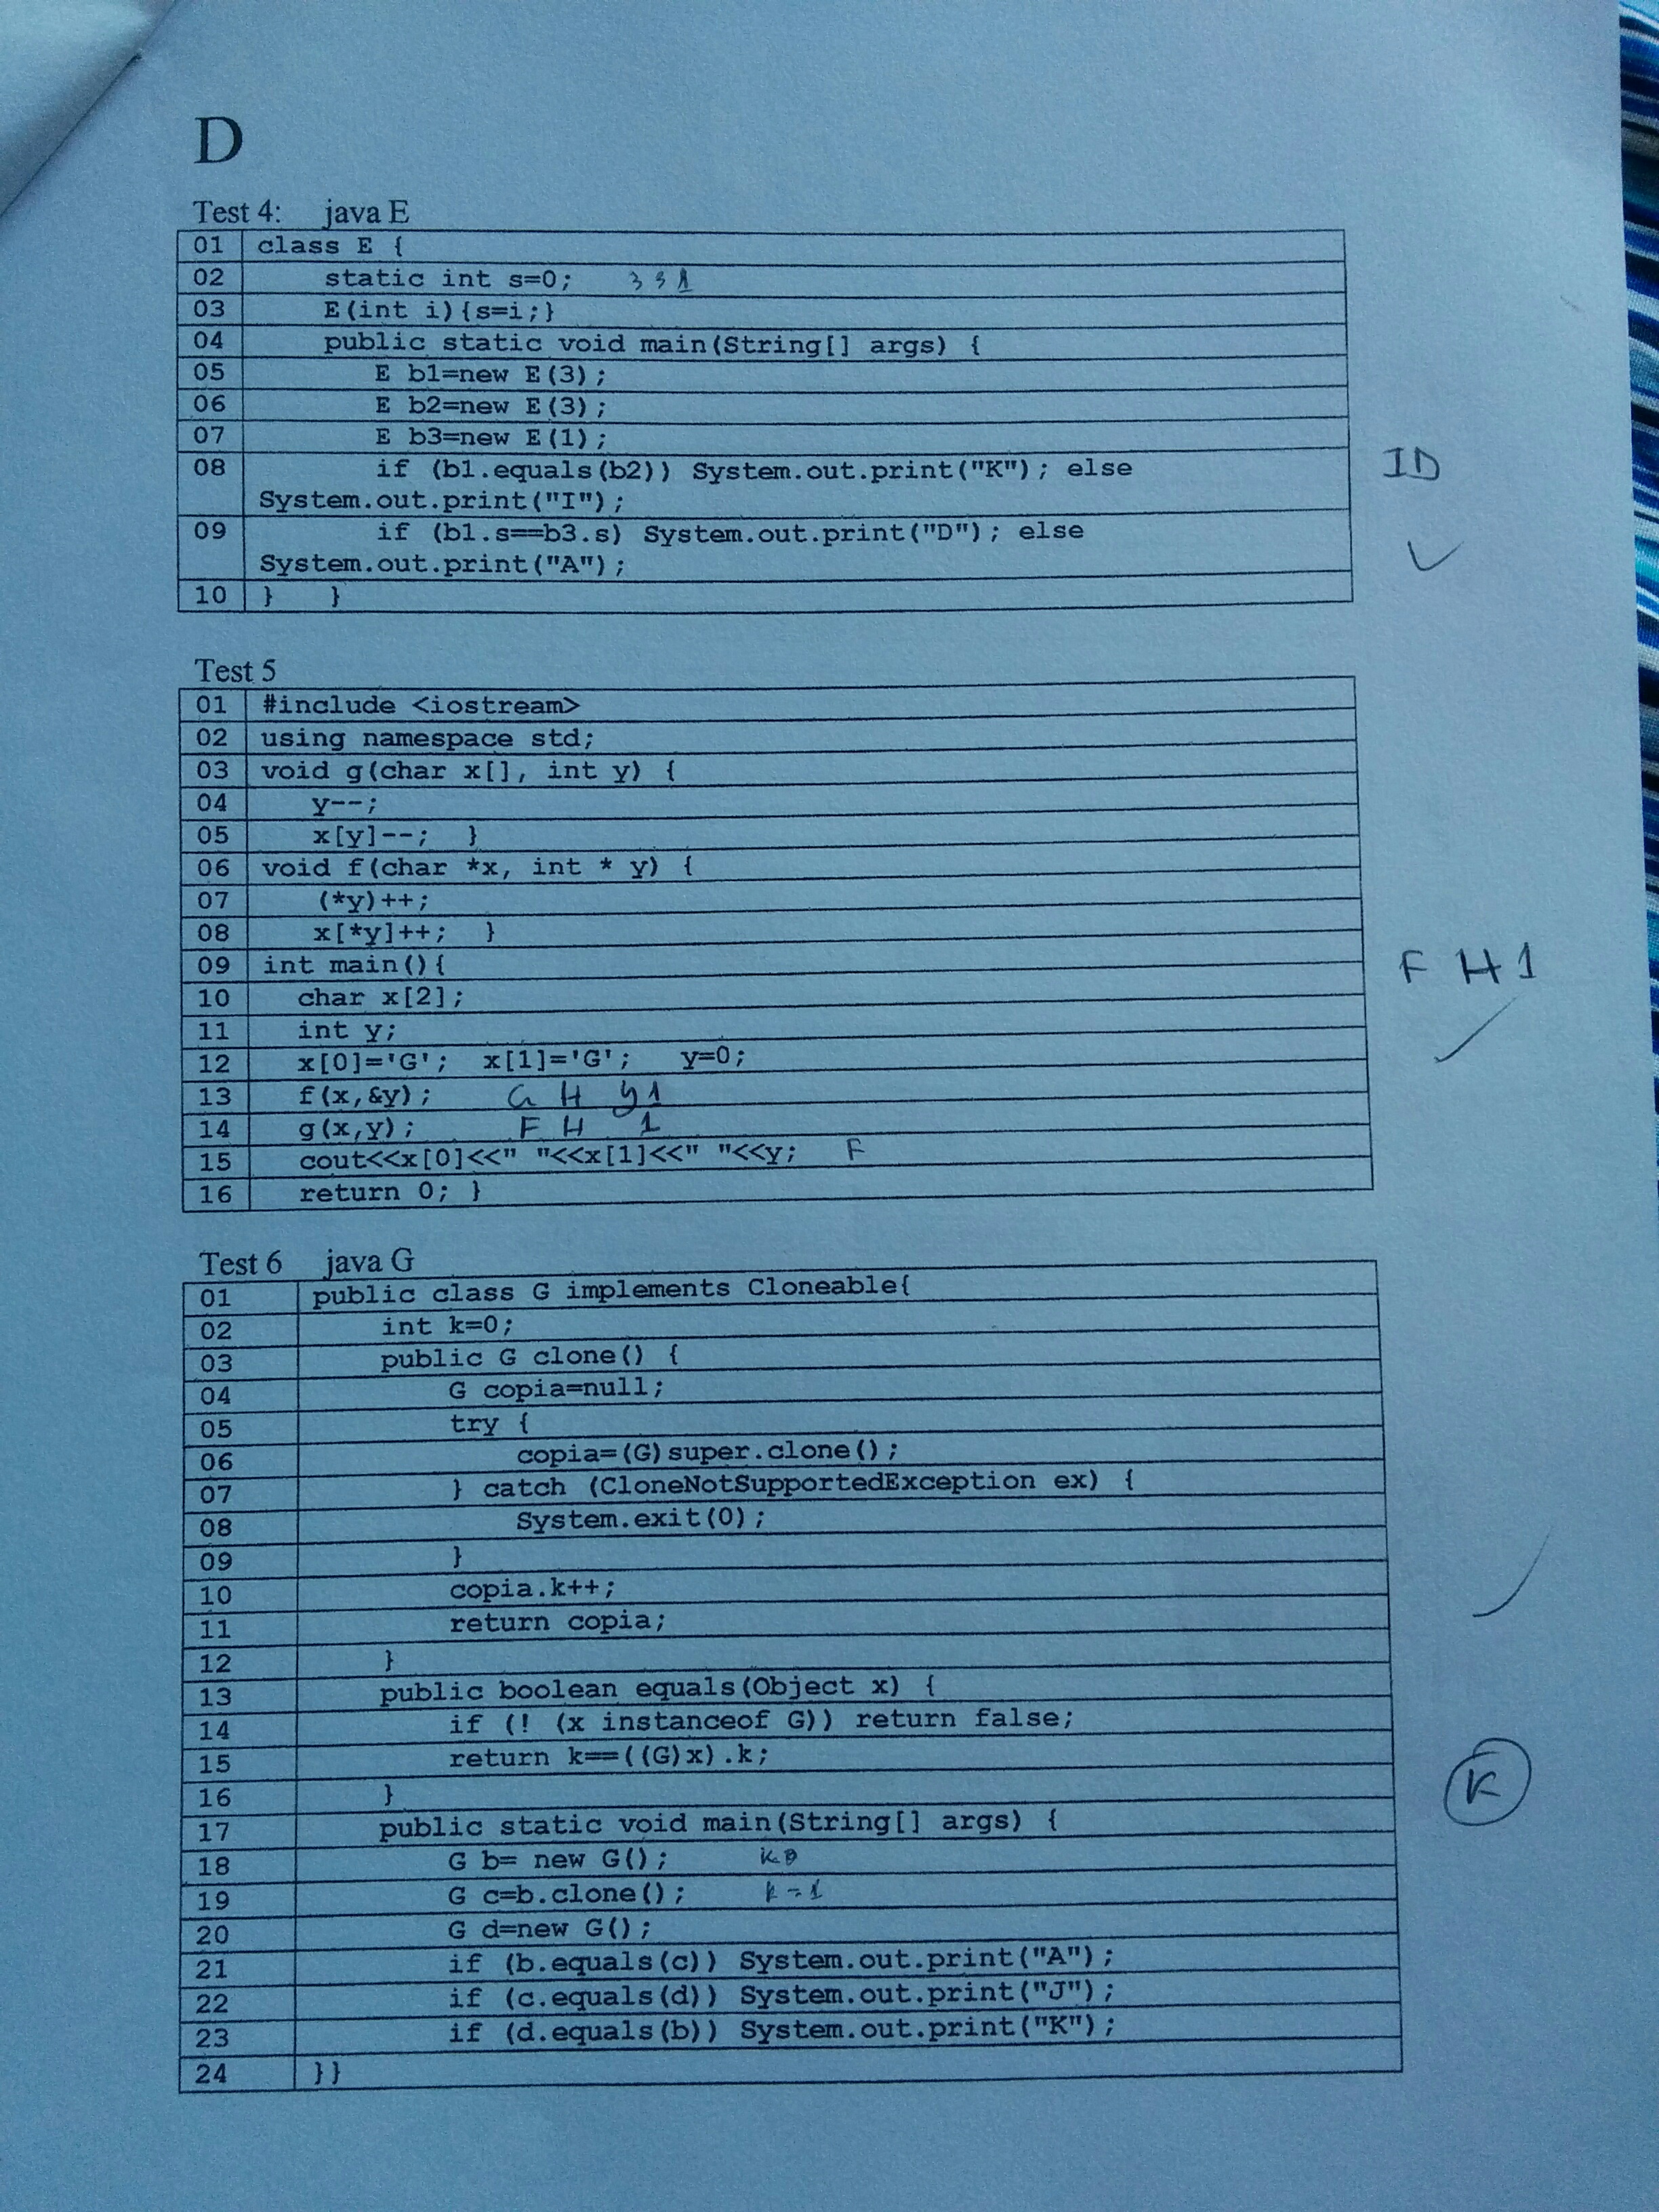 D
Test 4: java E
01 class E {
02 static int s=0; 3 3 1
03 E(int i){s=i;}
04 public static void main(String[] args) {
05 E b1=new E(3);
06 E b2=new E(3);
07 E b3=new E(1);
08 if (b1.equals(b2)) System.out.print("K"); else
System.out.print("I");
ID
09 if (b1.s==b3.s) System.out.print("D"); else
System.out.print("A");
10 } }
Test 5
01 #include <iostream>
02 using namespace std;
03 void g(char x[], int y) {
04 y--;
05 x[y]--; }
06 void f(char *x, int * y) {
07 (*y)++;
08 x[*y]++; }
09 int main(){
F H 1
10 char x[2];
11 int y;
12 x[0]='G'; x[1]='G'; y=0;
13 f(x,&y); G H y1
14 g(x,y); F H 1
15 cout<<x[0]<<" "<<x[1]<<" "<<y; F
16 return 0; }
Test 6 java G
01 public class G implements Cloneable{
02 int k=0;
03 public G clone() {
04 G copia=null;
05 try {
06 copia=(G)super.clone();
07 } catch (CloneNotSupportedException ex) {
08 System.exit(0);
09 }
10 copia.k++;
11 return copia;
12 }
13 public boolean equals(Object x) {
14 if (! (x instanceof G)) return false;
15 return k==((G)x).k;
16 }
K
17 public static void main(String[] args) {
18 G b= new G(); k0
19 G c=b.clone(); k=1
20 G d=new G();
21 if (b.equals(c)) System.out.print("A");
22 if (c.equals(d)) System.out.print("J");
23 if (d.equals(b)) System.out.print("K");
24 }}